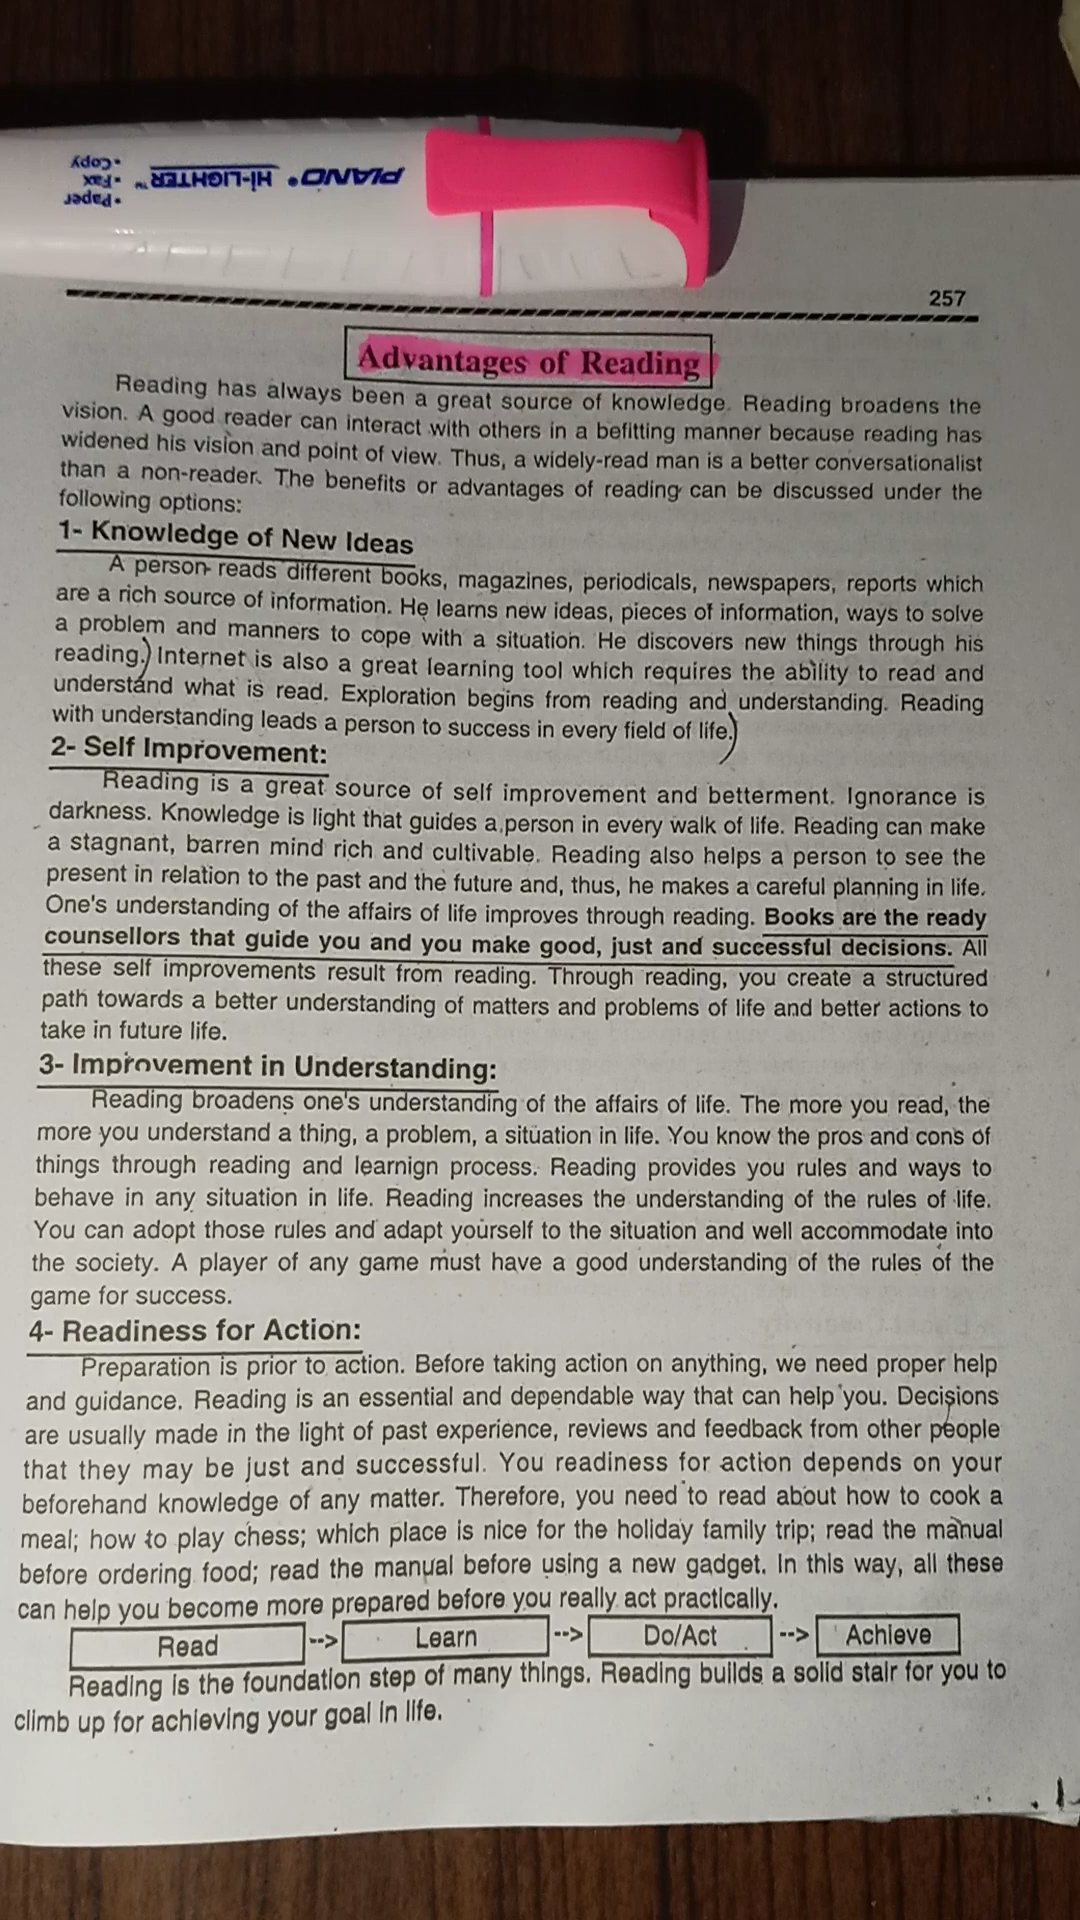 PIANO® Hi-LIGHTER™
•Paper
•Fax
•Copy
257
Advantages of Reading
Reading has always been a great source of knowledge. Reading broadens the
vision. A good reader can interact with others in a befitting manner because reading has
widened his vision and point of view. Thus, a widely-read man is a better conversationalist
than a non-reader. The benefits or advantages of reading can be discussed under the
following options:
1- Knowledge of New Ideas
A person reads different books, magazines, periodicals, newspapers, reports which
are a rich source of information. He learns new ideas, pieces of information, ways to solve
a problem and manners to cope with a situation. He discovers new things through his
reading.) Internet is also a great learning tool which requires the ability to read and
understand what is read. Exploration begins from reading and understanding. Reading
with understanding leads a person to success in every field of life.)
2- Self Improvement:
Reading is a great source of self improvement and betterment. Ignorance is
darkness. Knowledge is light that guides a person in every walk of life. Reading can make
a stagnant, barren mind rich and cultivable. Reading also helps a person to see the
present in relation to the past and the future and, thus, he makes a careful planning in life.
One's understanding of the affairs of life improves through reading. Books are the ready
counsellors that guide you and you make good, just and successful decisions. All
these self improvements result from reading. Through reading, you create a structured
path towards a better understanding of matters and problems of life and better actions to
take in future life.
3- Improvement in Understanding:
Reading broadens one's understanding of the affairs of life. The more you read, the
more you understand a thing, a problem, a situation in life. You know the pros and cons of
things through reading and learnign process. Reading provides you rules and ways to
behave in any situation in life. Reading increases the understanding of the rules of life.
You can adopt those rules and adapt yourself to the situation and well accommodate into
the society. A player of any game must have a good understanding of the rules of the
game for success.
4- Readiness for Action:
Preparation is prior to action. Before taking action on anything, we need proper help
and guidance. Reading is an essential and dependable way that can help you. Decisions
are usually made in the light of past experience, reviews and feedback from other people
that they may be just and successful. You readiness for action depends on your
beforehand knowledge of any matter. Therefore, you need to read about how to cook a
meal; how to play chess; which place is nice for the holiday family trip; read the manual
before ordering food; read the manual before using a new gadget. In this way, all these
can help you become more prepared before you really act practically.
Read --> Learn --> Do/Act --> Achieve
Reading is the foundation step of many things. Reading builds a solid stair for you to
climb up for achieving your goal in life.